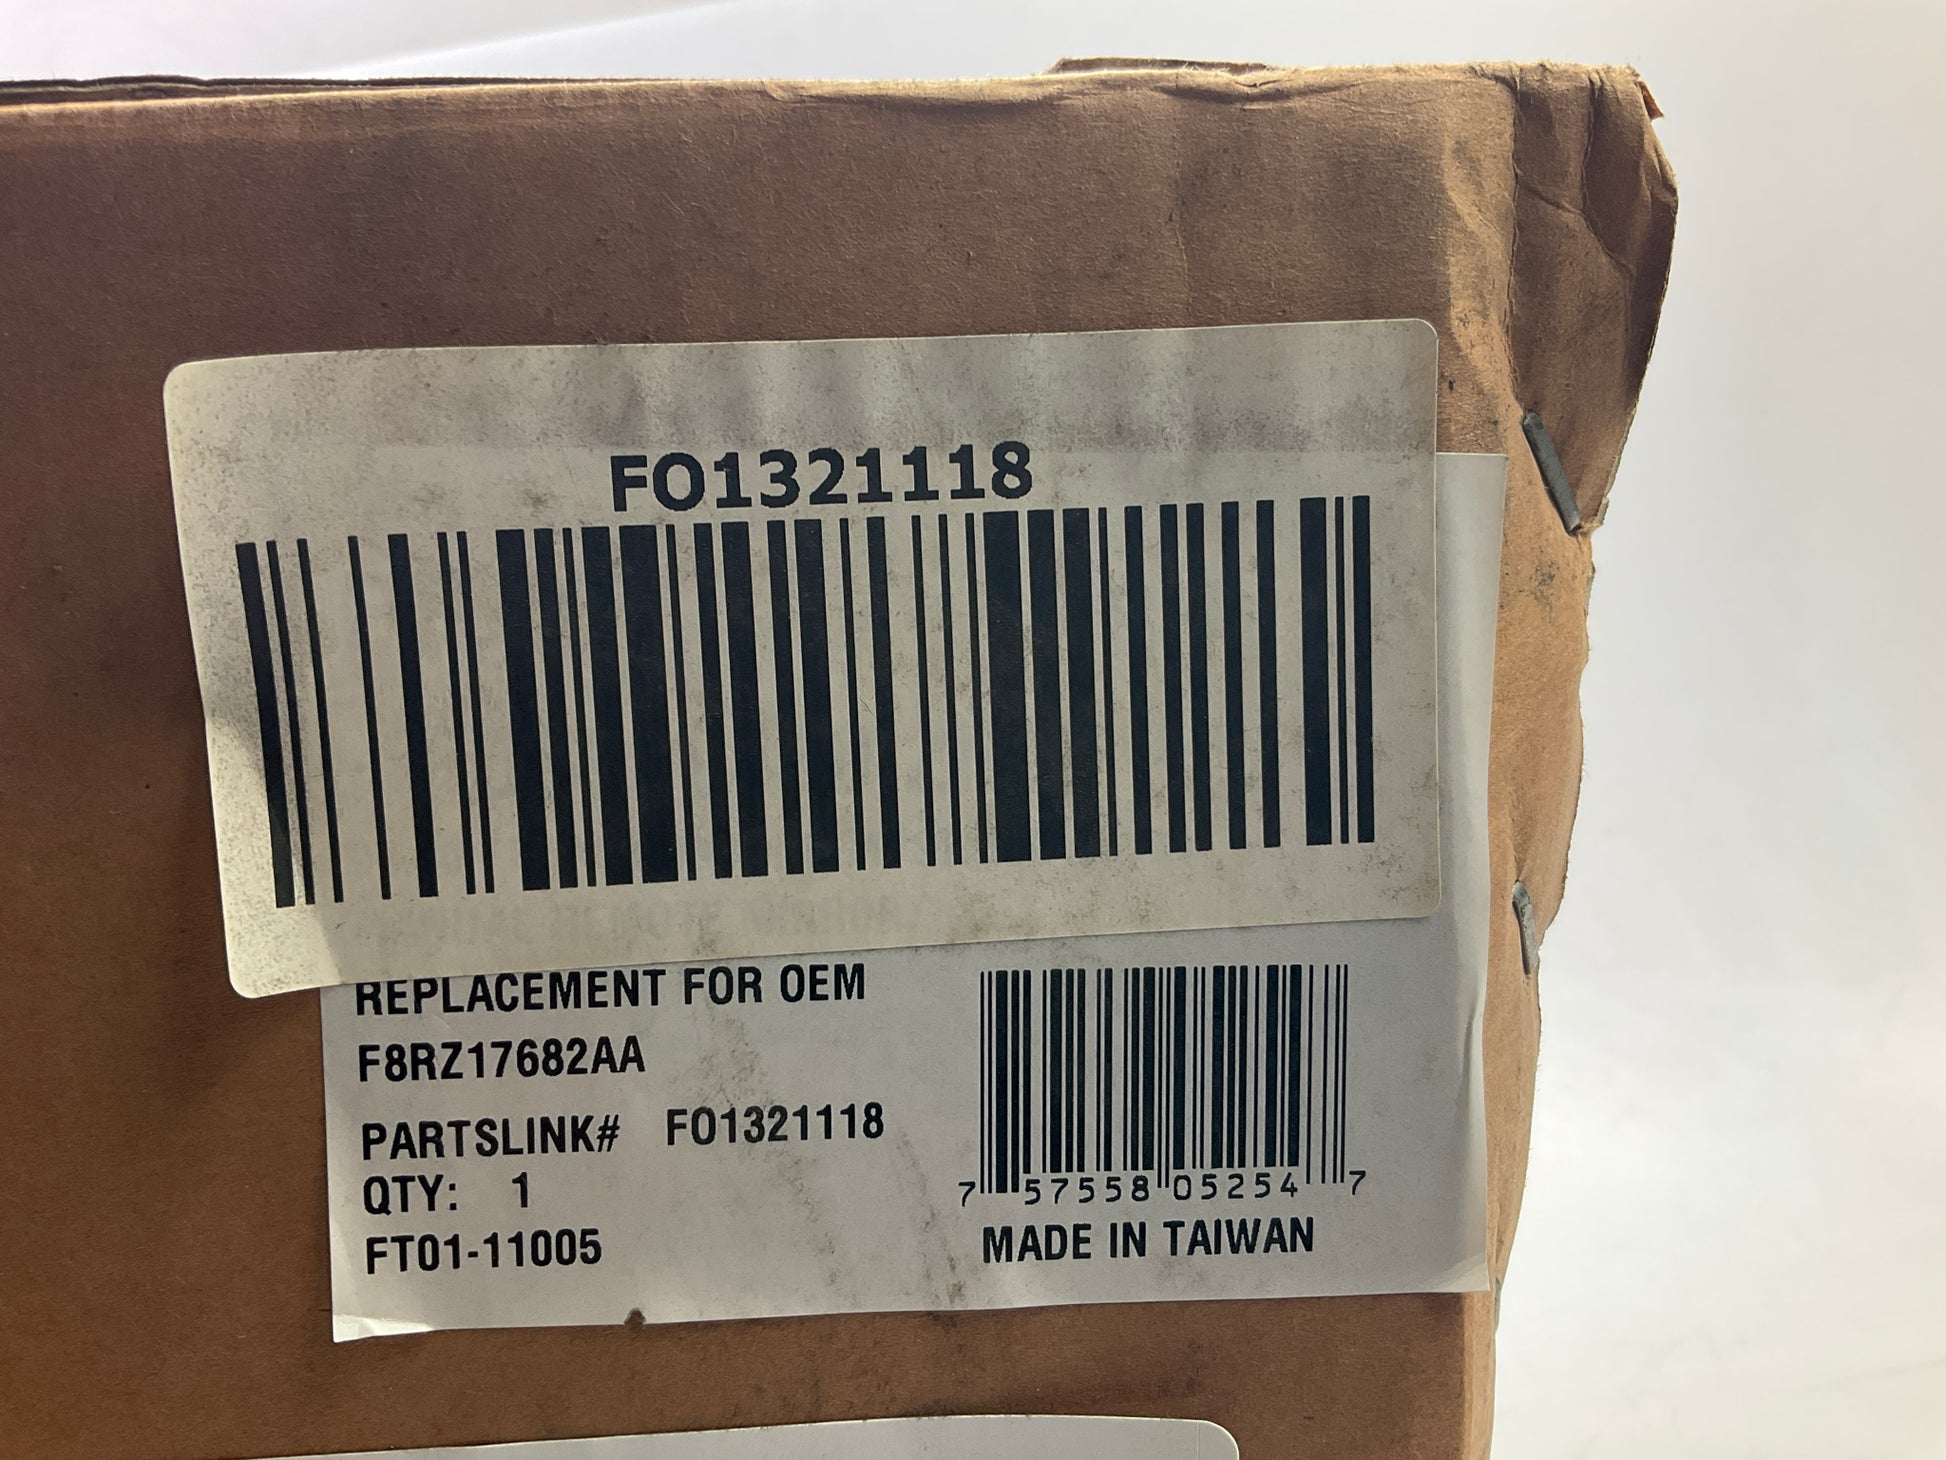 FO1321118
REPLACEMENT FOR OEM
F8RZ17682AA
PARTSLINK# FO1321118
QTY: 1
FT01-11005
7 57558 05254 7
MADE IN TAIWAN